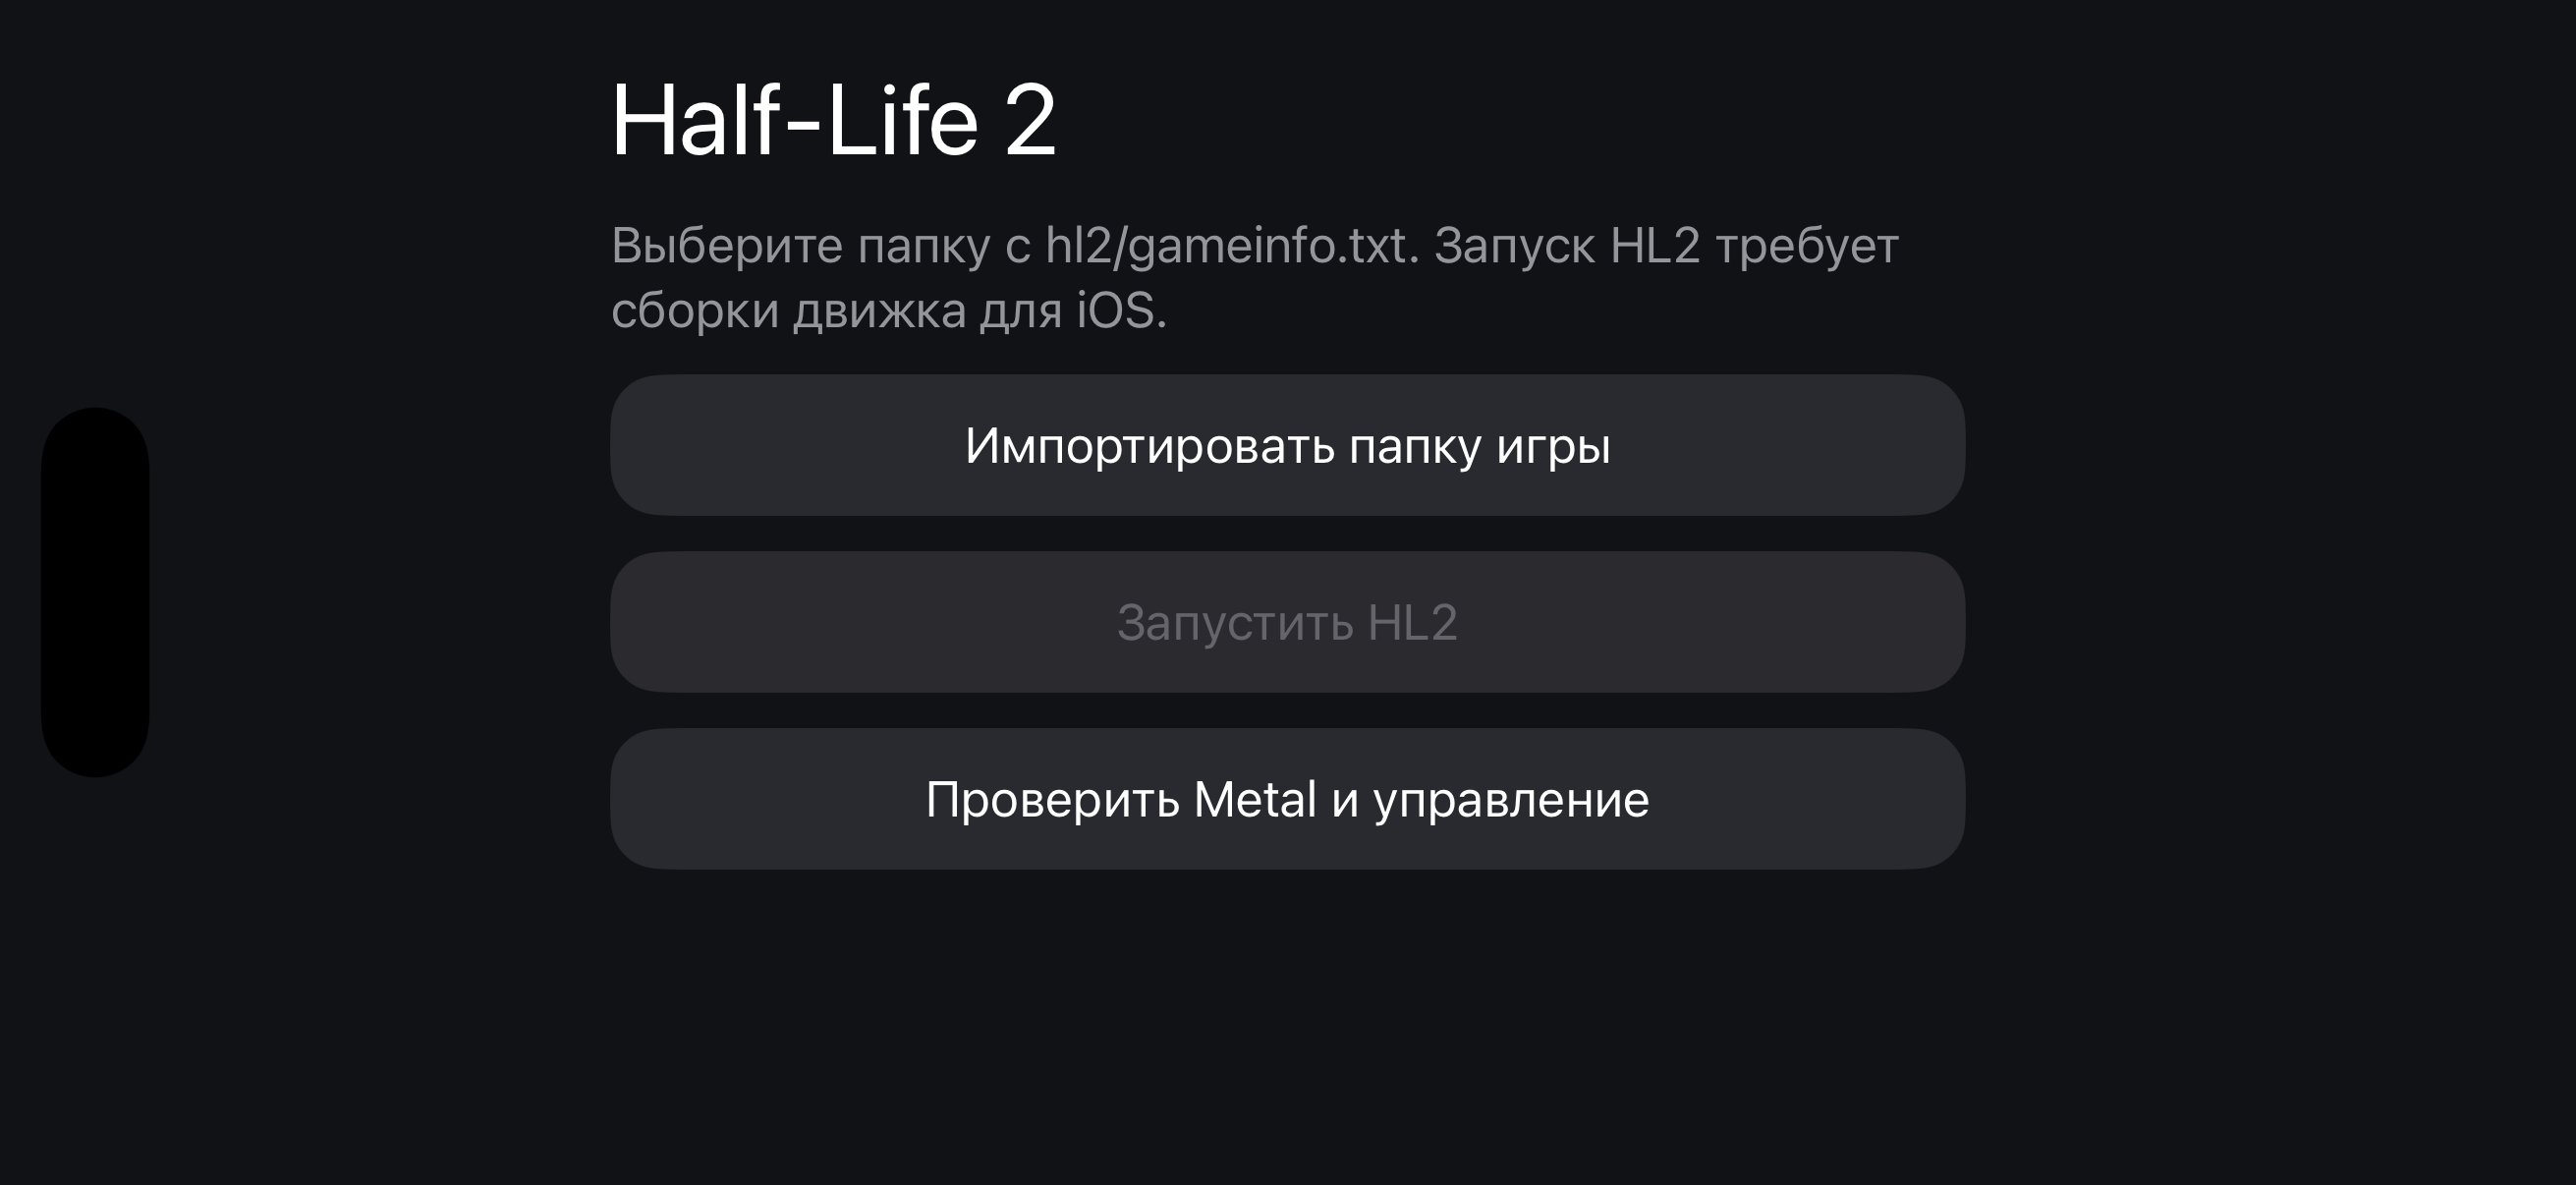 Half-Life 2
Выберите папку с hl2/gameinfo.txt. Запуск HL2 требует
сборки движка для iOS.
Импортировать папку игры
Запустить HL2
Проверить Metal и управление